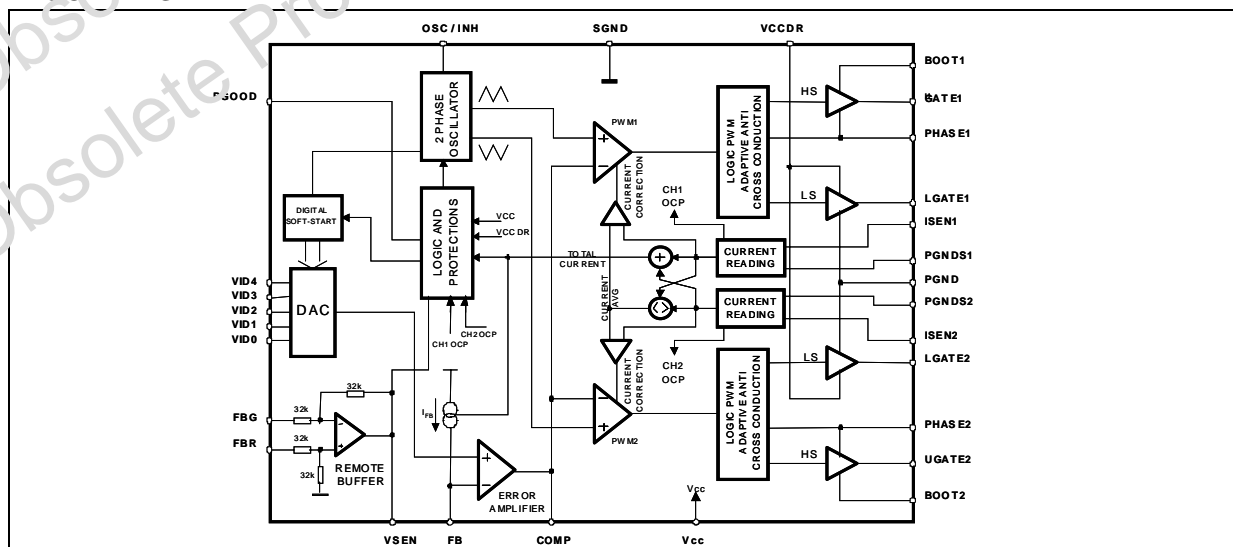 Obsolete Pro
OSC / INH
SGND
VCCDR
BOOT1
PGOOD
2 PHASE
OSCILLATOR
PWM1
LOGIC PWM
ADAPTIVE ANTI
CROSS CONDUCTION
HS
UGATE1
PHASE1
CURRENT
CORRECTION
CH1
OCP
LS
LGATE1
DIGITAL
SOFT-START
LOGIC AND
PROTECTIONS
VCC
VCC DR
TOTAL
CURRENT
CURRENT
READING
ISEN1
PGNDS1
PGND
VID4
VID3
VID2
VID1
VID0
DAC
CURRENT
AVG
< >
CURRENT
READING
PGNDS2
ISEN2
CH2 OCP
CH1 OCP
CH2
OCP
LS
LGATE2
32k
IFB
CURRENT
CORRECTION
LOGIC PWM
ADAPTIVE ANTI
CROSS CONDUCTION
FBG
32k
FBR
32k
32k
REMOTE
BUFFER
PWM2
PHASE2
HS
UGATE2
ERROR
AMPLIFIER
Vcc
BOOT2
VSEN
FB
COMP
Vcc